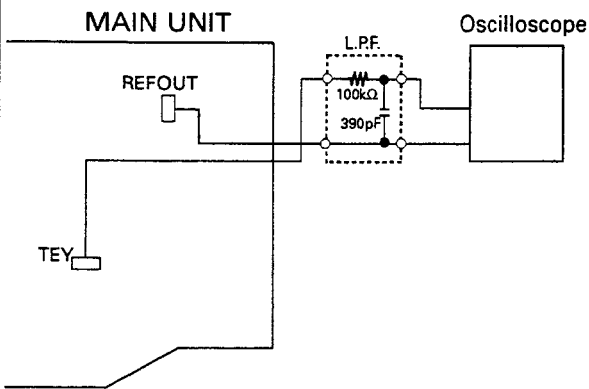 MAIN UNIT
Oscilloscope
L.P.F.
REFOUT
100kΩ
390pF
TEY